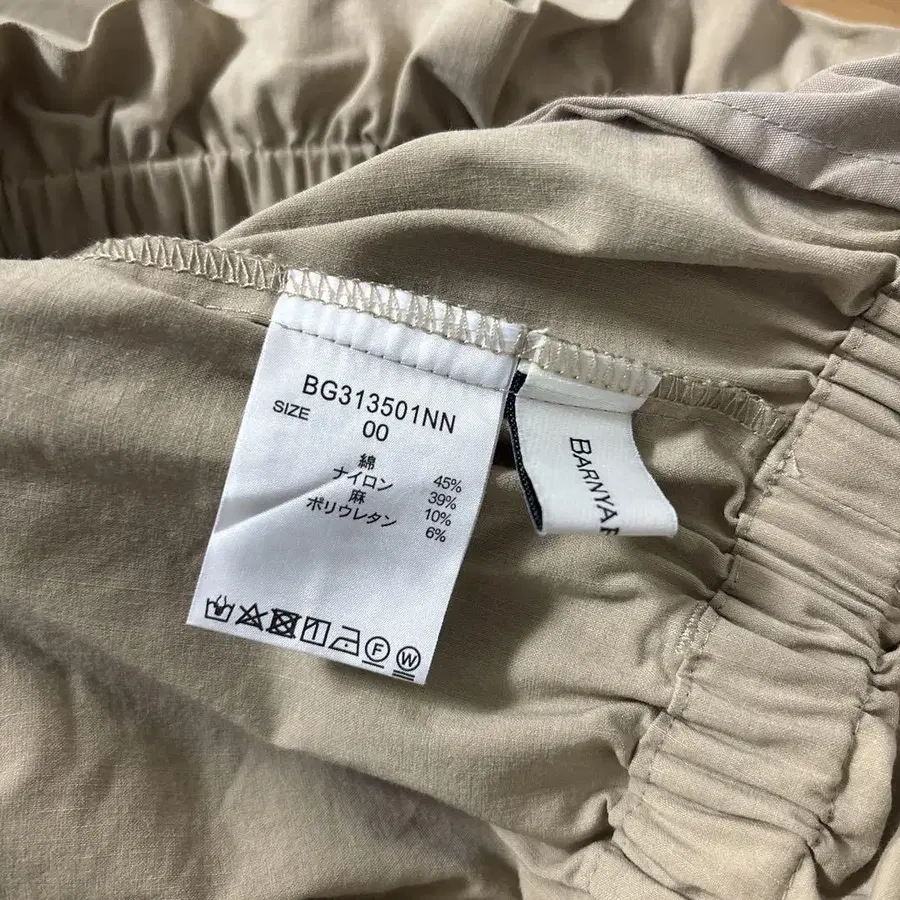 BG313501NN
SIZE 00
綿 45%
ナイロン 39%
麻 10%
ポリウレタン 6%
F
W